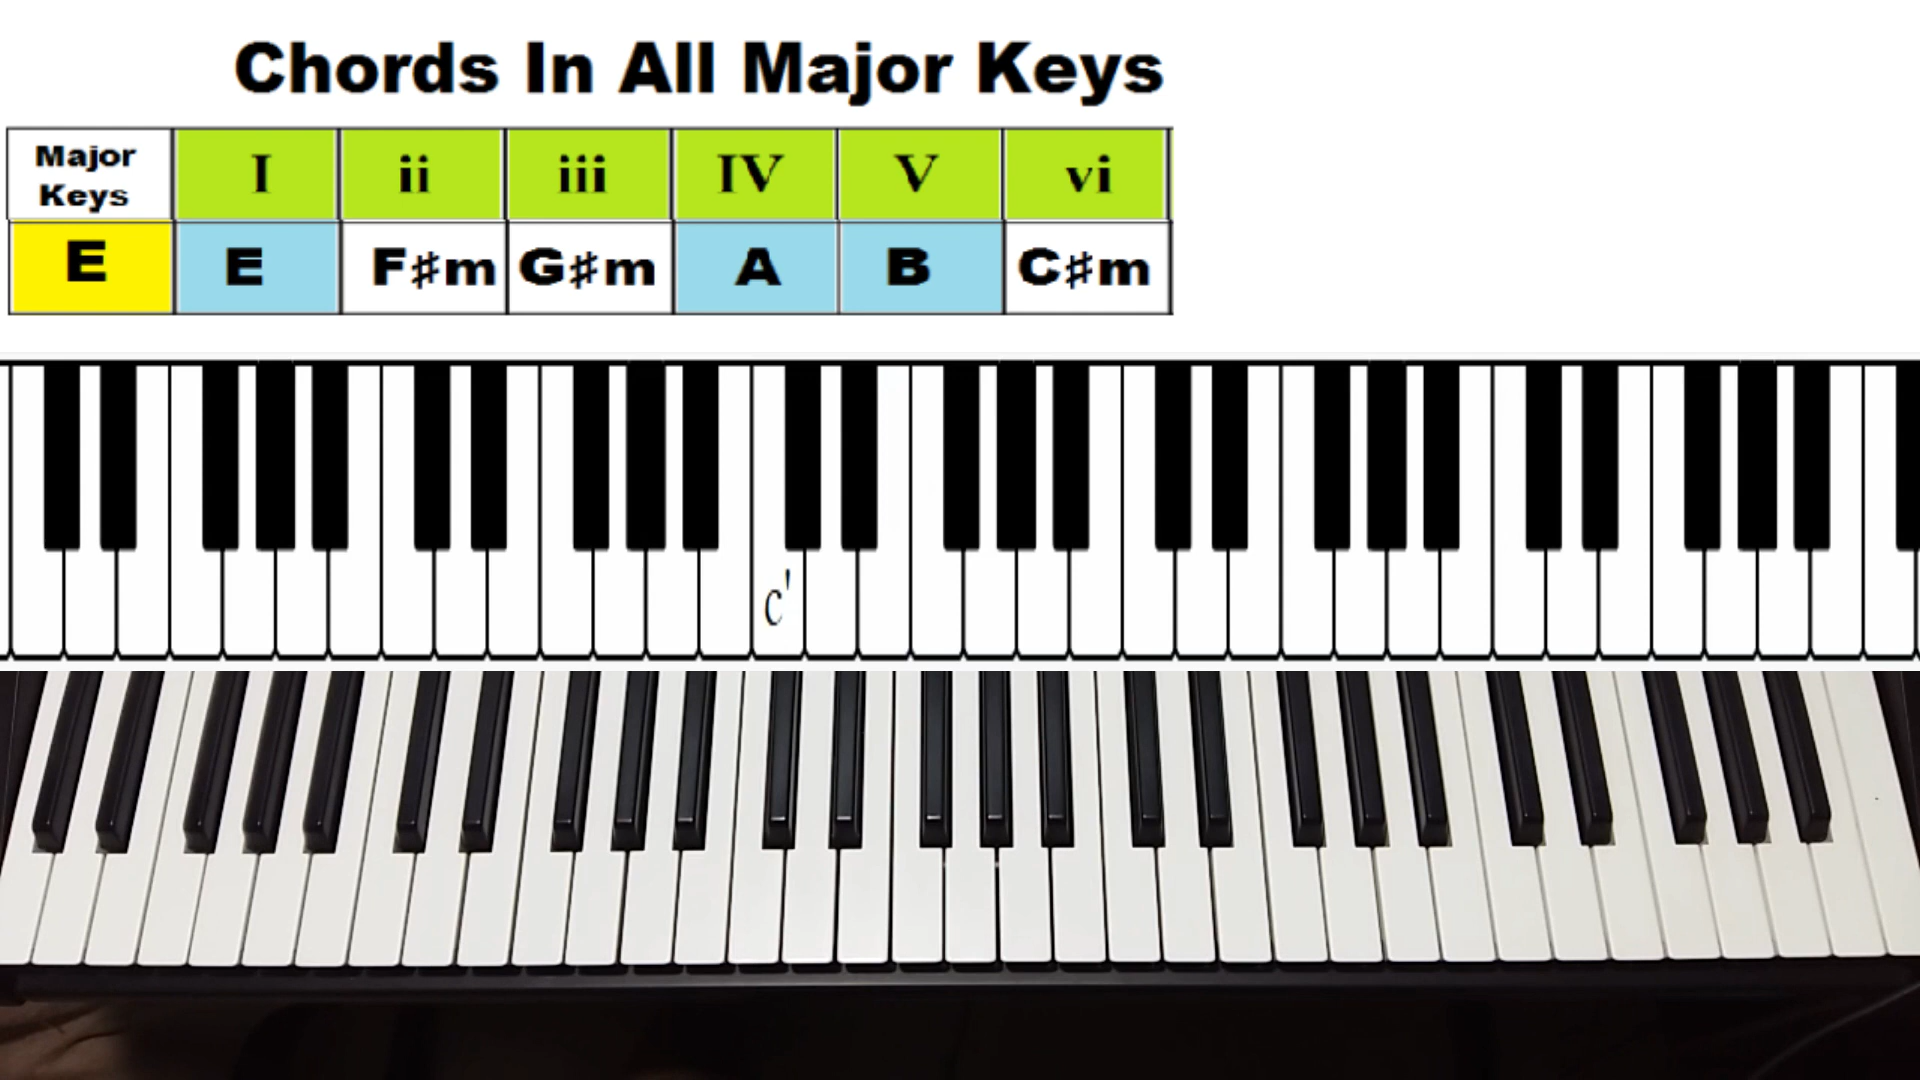 Chords In All Major Keys
Major Keys I ii iii IV V vi
E E F♯m G♯m A B C♯m
c'